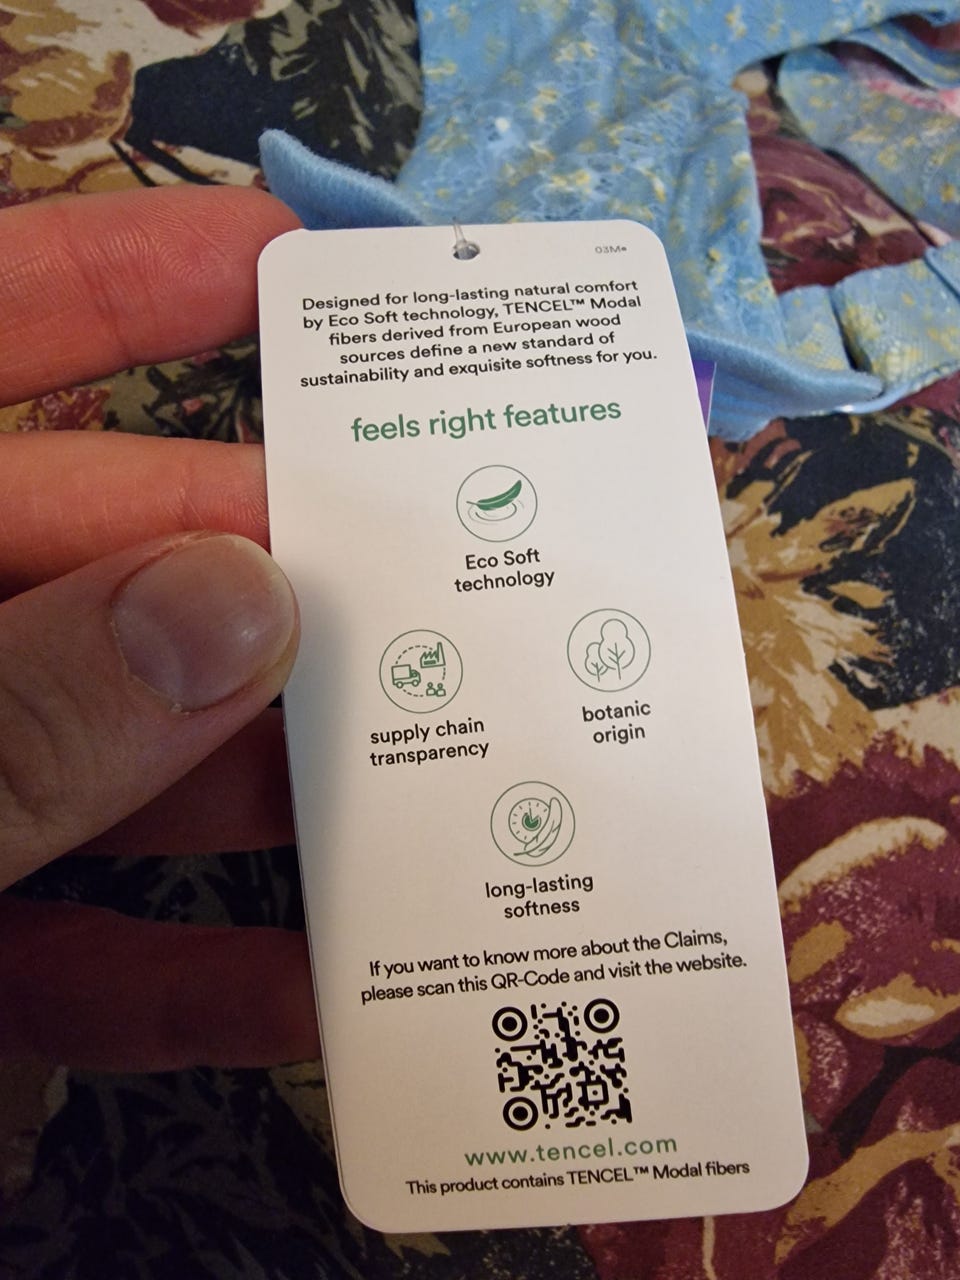 03M
Designed for long-lasting natural comfort
by Eco Soft technology, TENCEL™ Modal
fibers derived from European wood
sources define a new standard of
sustainability and exquisite softness for you.
feels right features
Eco Soft
technology
supply chain
transparency
botanic
origin
long-lasting
softness
If you want to know more about the Claims,
please scan this QR-Code and visit the website.
www.tencel.com
This product contains TENCEL™ Modal fibers